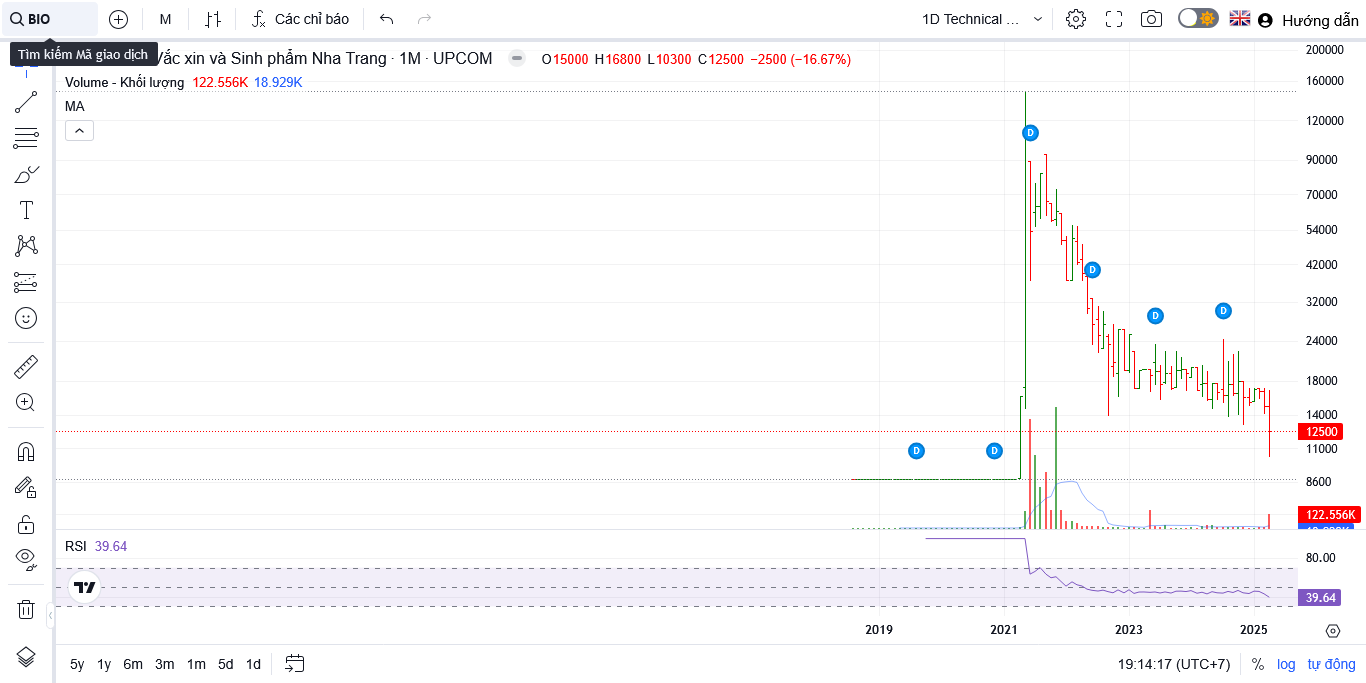 BIO
M
Các chỉ báo
1D Technical ...
Hướng dẫn
Tìm kiếm Mã giao dịch
Vắc xin và Sinh phẩm Nha Trang · 1M · UPCOM
O15000 H16800 L10300 C12500 −2500 (−16.67%)
Volume - Khối lượng 122.556K 18.929K
MA
200000
160000
120000
90000
70000
54000
42000
32000
24000
18000
14000
12500
11000
8600
122.556K
D
D
D
D
D
D
RSI 39.64
80.00
39.64
2019
2021
2023
2025
5y 1y 6m 3m 1m 5d 1d
19:14:17 (UTC+7)
% log tự động